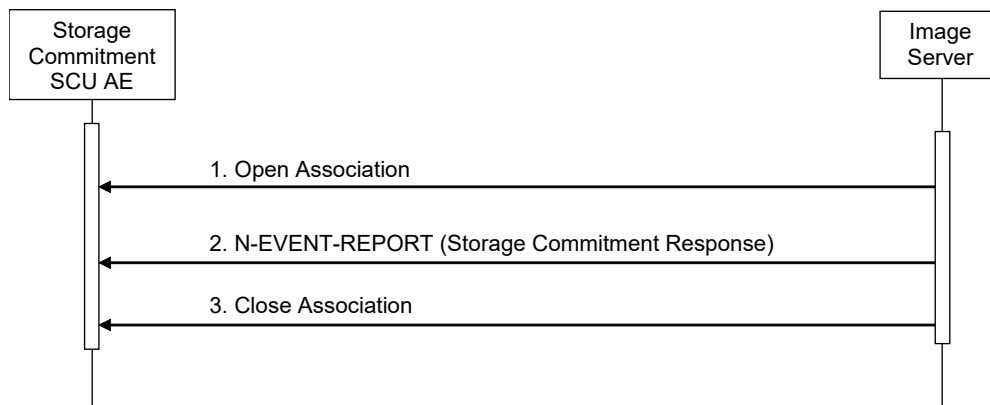 Storage
Commitment
SCU AE
Image
Server
1. Open Association
2. N-EVENT-REPORT (Storage Commitment Response)
3. Close Association